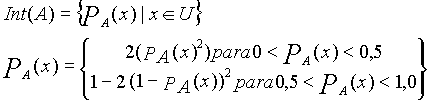 Int(A) = {p_A(x) | x ∈ U}
p_A(x) = { 2(p_A(x)²) para 0 < p_A(x) < 0,5
1 − 2 (1 − p_A(x))² para 0,5 < p_A(x) < 1,0 }